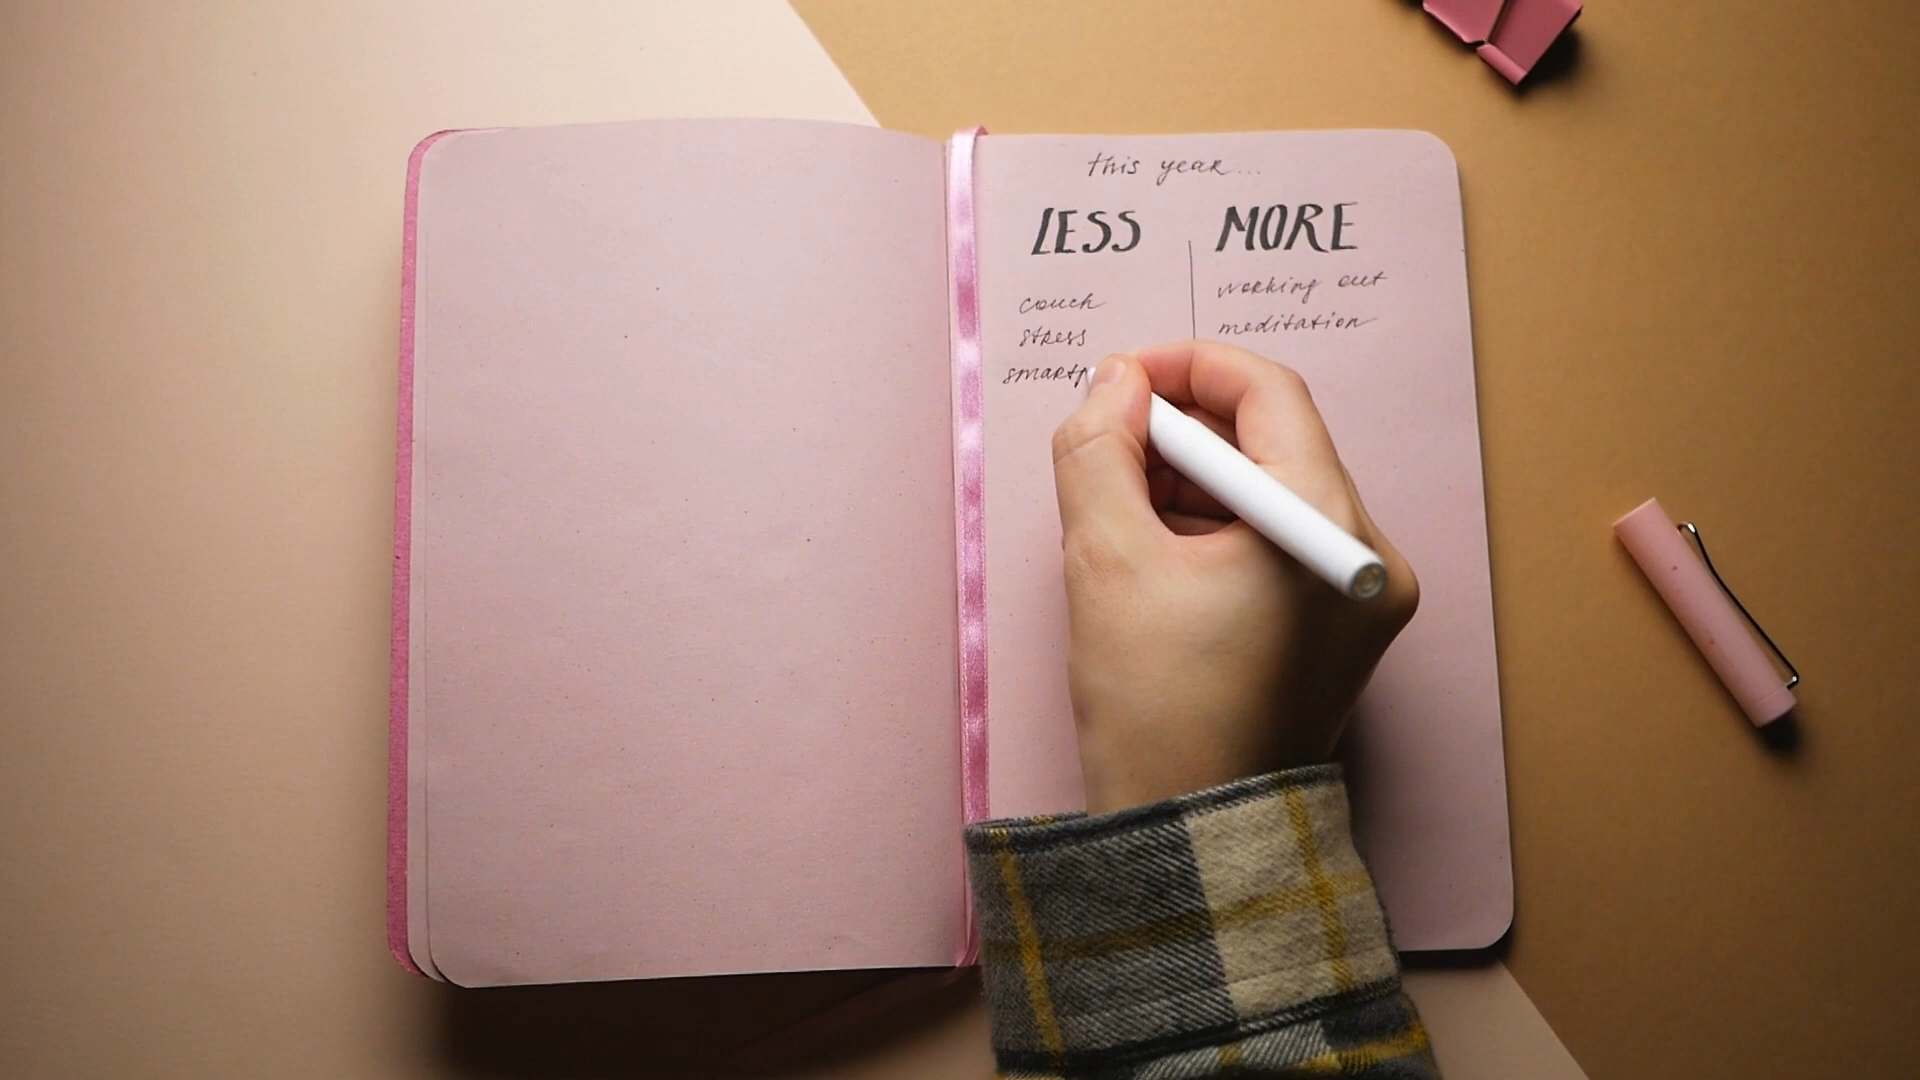 this year...
LESS
MORE
couch
stress
smartp
working out
meditation